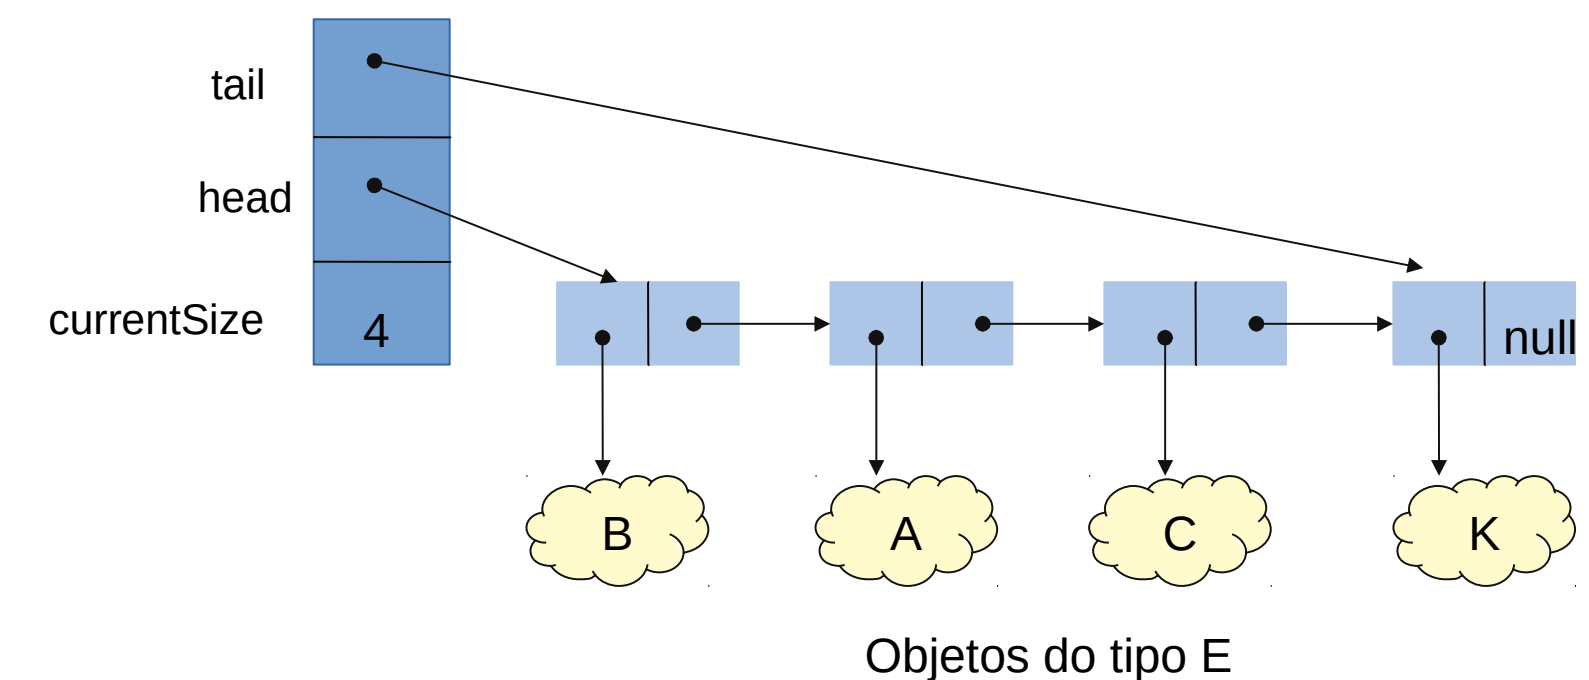 tail
head
currentSize
4
null
B
A
C
K
Objetos do tipo E